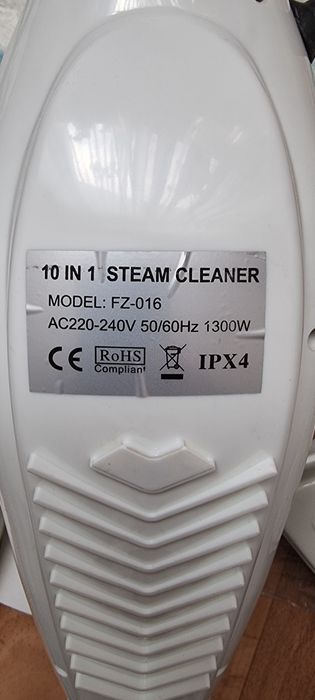 10 IN 1 STEAM CLEANER
MODEL: FZ-016
AC220-240V 50/60Hz 1300W
CE RoHS Compliant IPX4